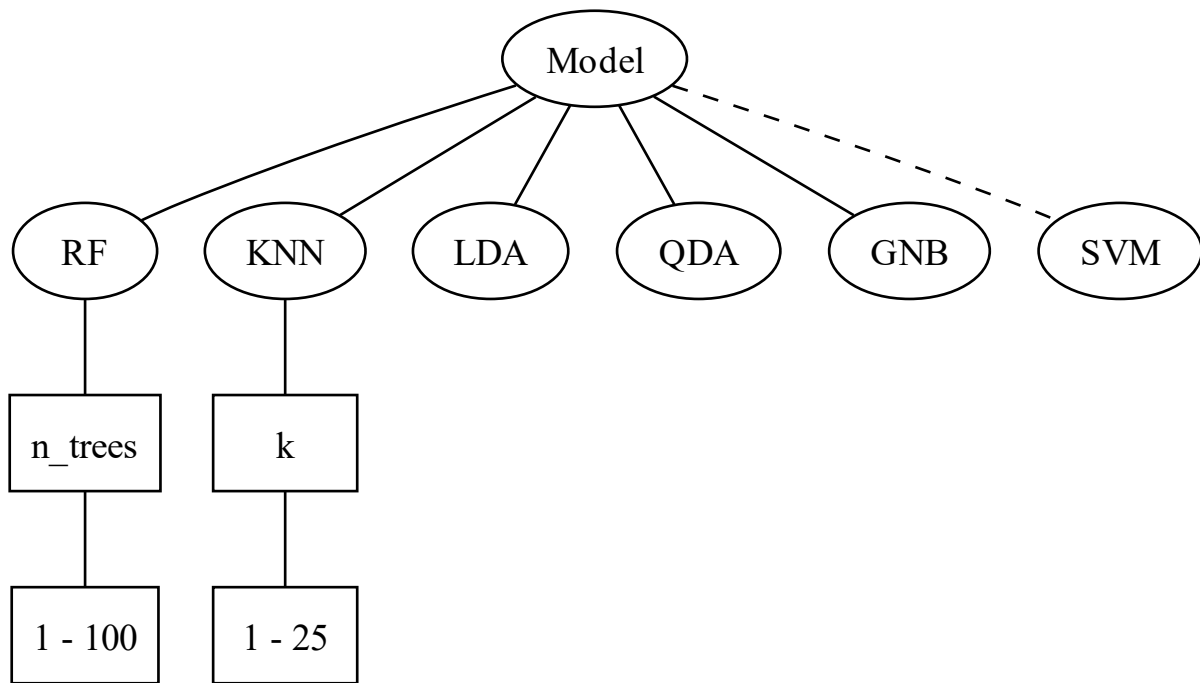 Model
RF
KNN
LDA
QDA
GNB
SVM
n_trees
k
1 - 100
1 - 25